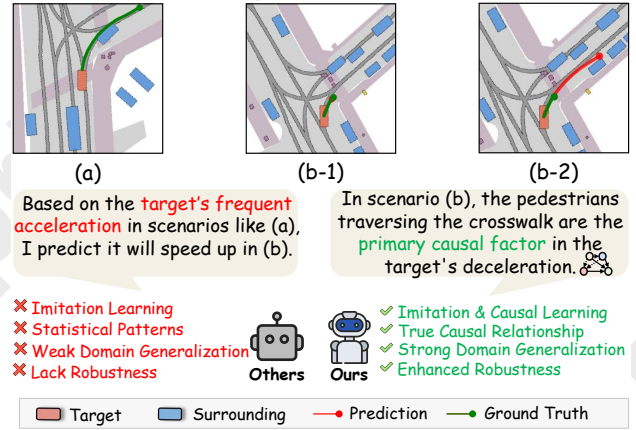 (a)
(b-1)
(b-2)
Based on the target's frequent
acceleration in scenarios like (a),
I predict it will speed up in (b).
In scenario (b), the pedestrians
traversing the crosswalk are the
primary causal factor in the
target's deceleration.
Imitation Learning
Statistical Patterns
Weak Domain Generalization
Lack Robustness
Others
Ours
Imitation & Causal Learning
True Causal Relationship
Strong Domain Generalization
Enhanced Robustness
Target
Surrounding
Prediction
Ground Truth